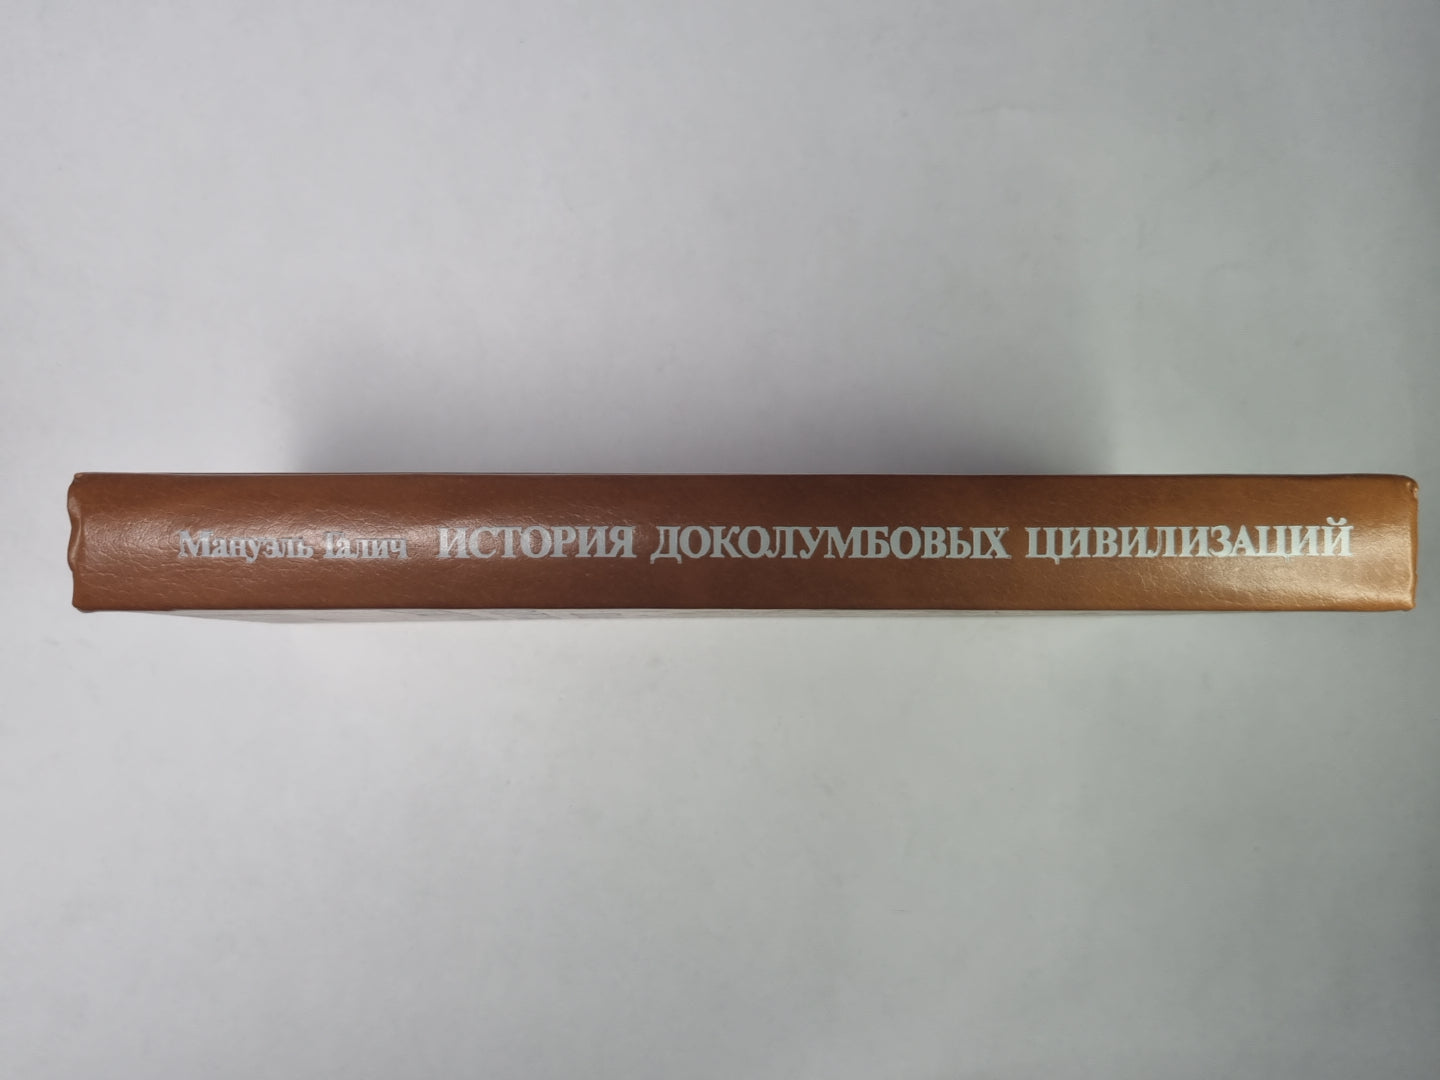 Мануэль Галич ИСТОРИЯ ДОКОЛУМБОВЫХ ЦИВИЛИЗАЦИЙ